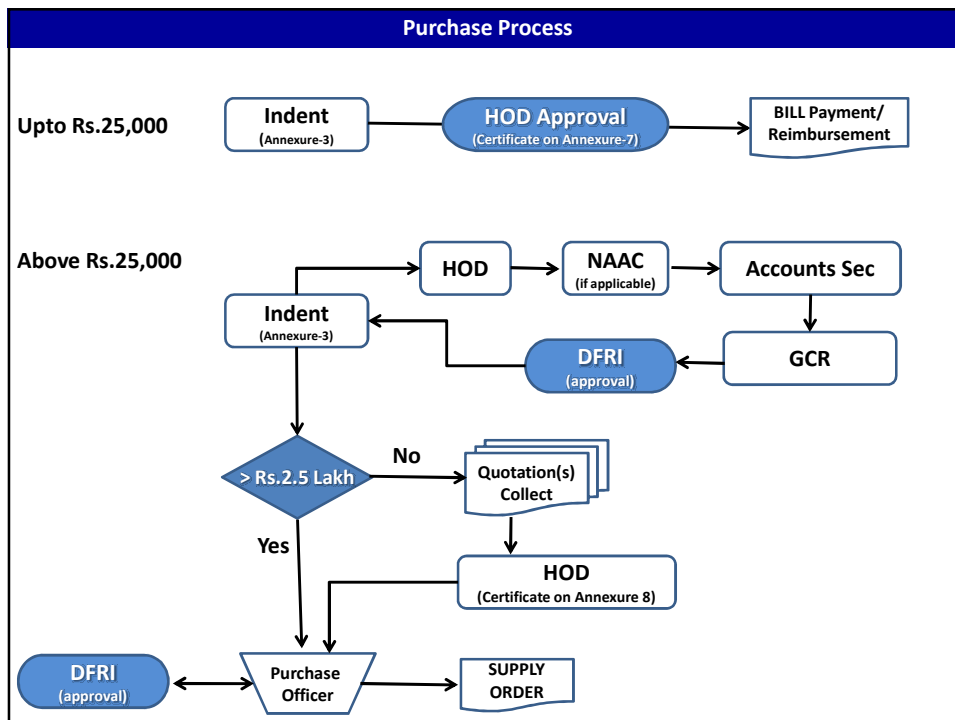 Purchase Process
Upto Rs.25,000
Indent
(Annexure-3)
HOD Approval
(Certificate on Annexure-7)
BILL Payment/
Reimbursement
Above Rs.25,000
HOD
NAAC
(if applicable)
Accounts Sec
Indent
(Annexure-3)
DFRI
(approval)
GCR
> Rs.2.5 Lakh
No
Quotation(s)
Collect
Yes
HOD
(Certificate on Annexure 8)
DFRI
(approval)
Purchase
Officer
SUPPLY
ORDER